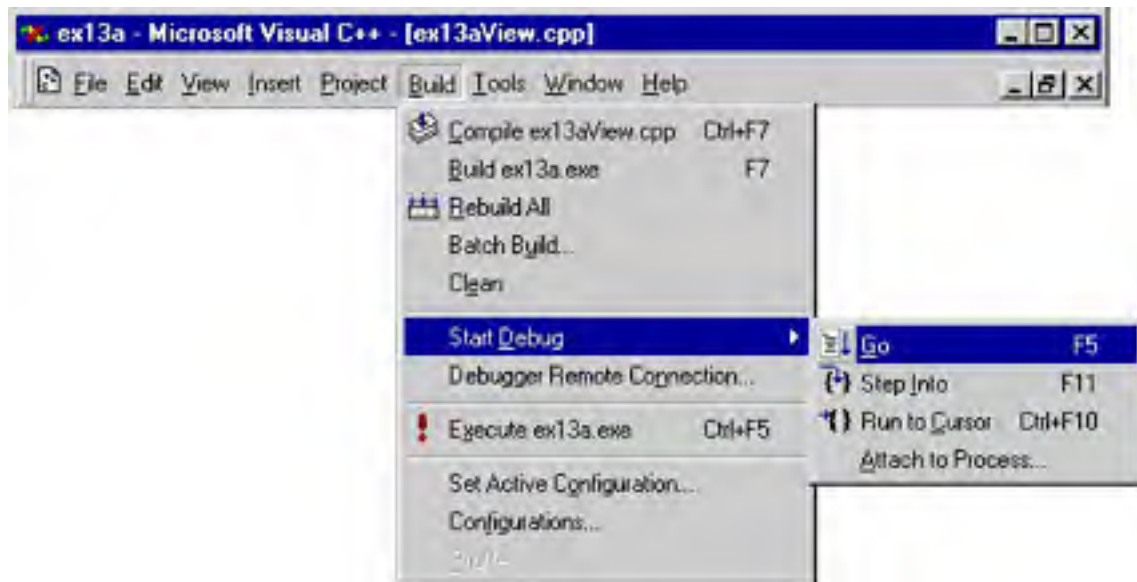 ex13a - Microsoft Visual C++ - [ex13aView.cpp]
File Edit View Insert Project Build Tools Window Help
Compile ex13aView.cpp Ctrl+F7
Build ex13a.exe F7
Rebuild All
Batch Build...
Clean
Start Debug
Debugger Remote Connection...
Execute ex13a.exe Ctrl+F5
Set Active Configuration...
Configurations...
Go F5
Step Into F11
Run to Cursor Ctrl+F10
Attach to Process...